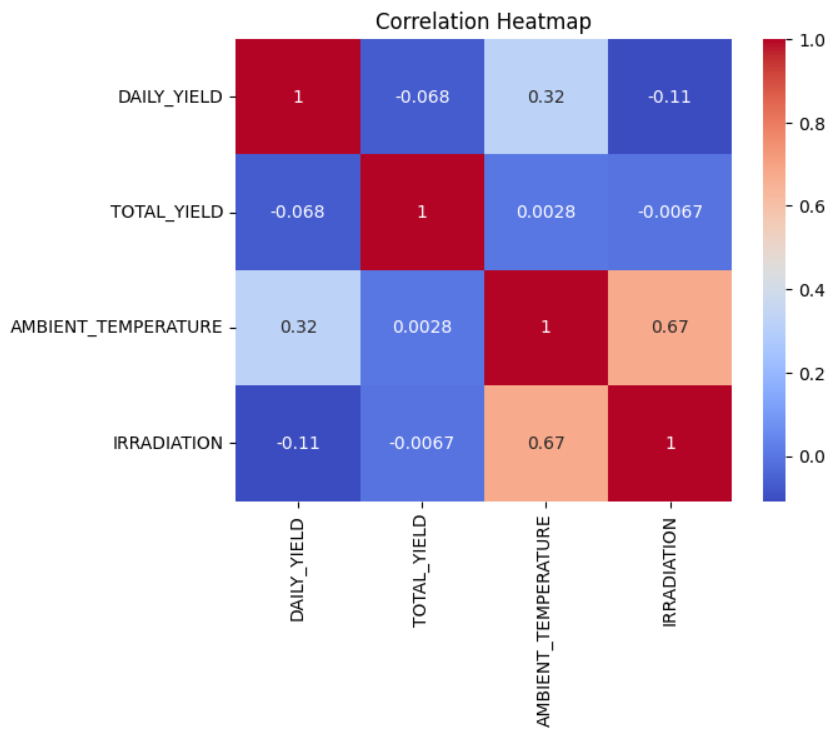 Correlation Heatmap
DAILY_YIELD 1 -0.068 0.32 -0.11
TOTAL_YIELD -0.068 1 0.0028 -0.0067
AMBIENT_TEMPERATURE 0.32 0.0028 1 0.67
IRRADIATION -0.11 -0.0067 0.67 1
DAILY_YIELD
TOTAL_YIELD
AMBIENT_TEMPERATURE
IRRADIATION
1.0
0.8
0.6
0.4
0.2
0.0